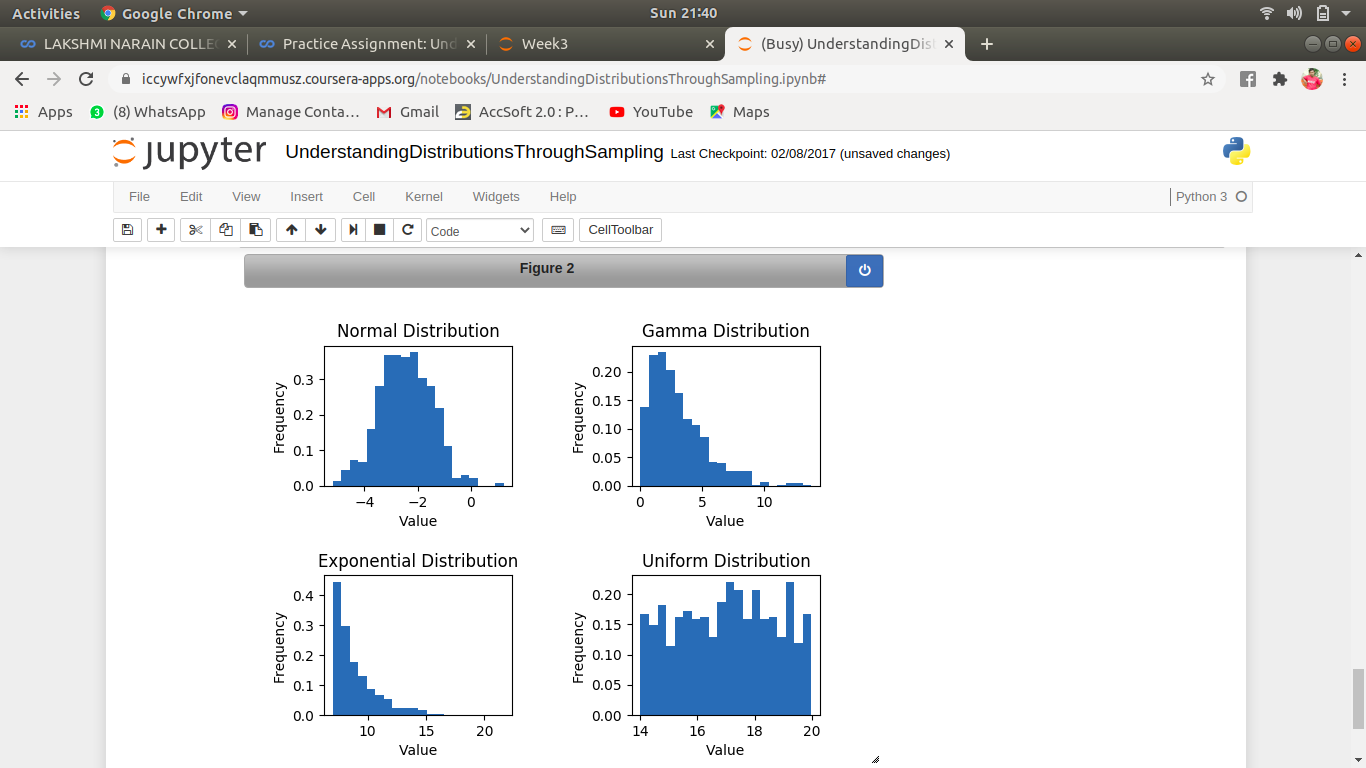 Activities Google Chrome Sun 21:40
LAKSHMI NARAIN COLLE Practice Assignment: Und Week3 (Busy) UnderstandingDist
iccywfxjfonevclaqmmusz.coursera-apps.org/notebooks/UnderstandingDistributionsThroughSampling.ipynb#
Apps 3 (8) WhatsApp Manage Conta... Gmail AccSoft 2.0 : P... YouTube Maps
jupyter UnderstandingDistributionsThroughSampling Last Checkpoint: 02/08/2017 (unsaved changes)
File Edit View Insert Cell Kernel Widgets Help Python 3
Code CellToolbar
Figure 2
Normal Distribution
Frequency
0.3
0.2
0.1
0.0
−4 −2 0
Value
Gamma Distribution
Frequency
0.20
0.15
0.10
0.05
0.00
0 5 10
Value
Exponential Distribution
Frequency
0.4
0.3
0.2
0.1
0.0
10 15 20
Value
Uniform Distribution
Frequency
0.20
0.15
0.10
0.05
0.00
14 16 18 20
Value